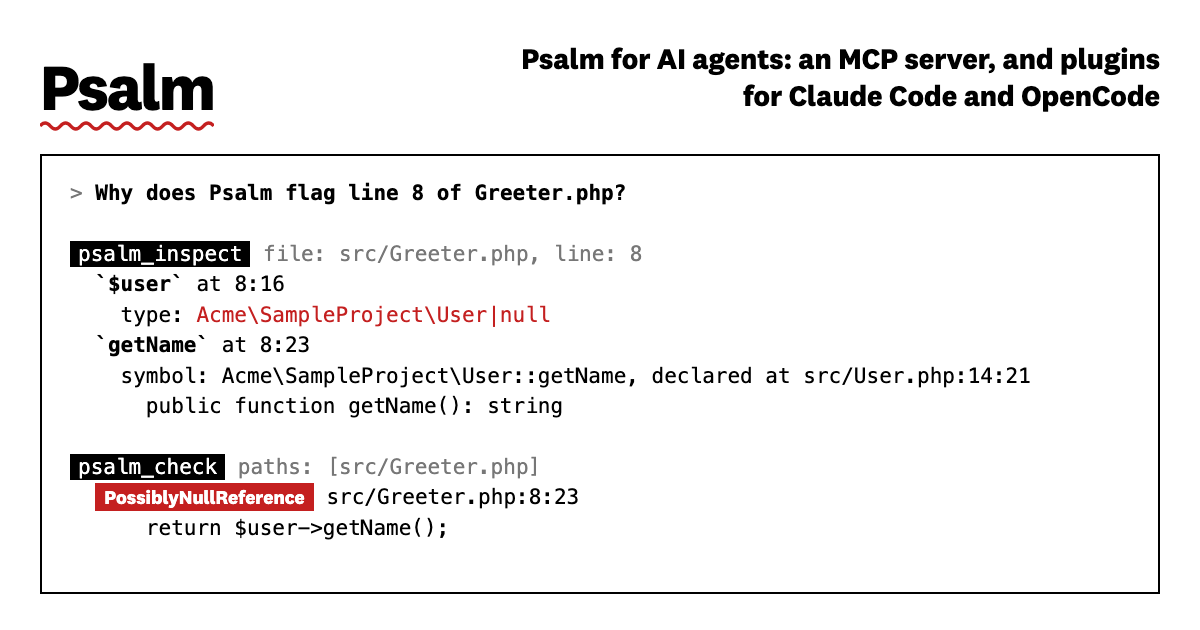 Psalm
Psalm for AI agents: an MCP server, and plugins
for Claude Code and OpenCode
> Why does Psalm flag line 8 of Greeter.php?
psalm_inspect file: src/Greeter.php, line: 8
`$user` at 8:16
type: Acme\SampleProject\User|null
`getName` at 8:23
symbol: Acme\SampleProject\User::getName, declared at src/User.php:14:21
public function getName(): string
psalm_check paths: [src/Greeter.php]
PossiblyNullReference src/Greeter.php:8:23
return $user->getName();